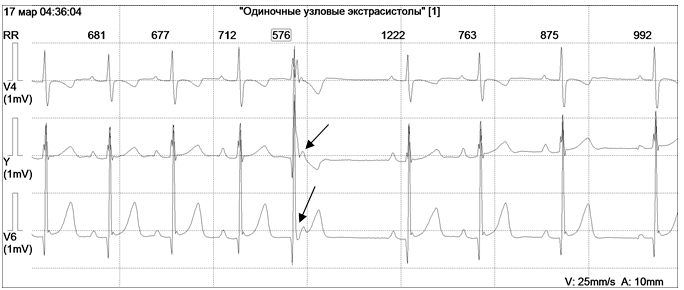 17 мар 04:36:04 "Одиночные узловые экстрасистолы" [1]
RR 681 677 712 576 1222 763 875 992
V4
(1mV)
Y
(1mV)
V6
(1mV)
V: 25mm/s A: 10mm